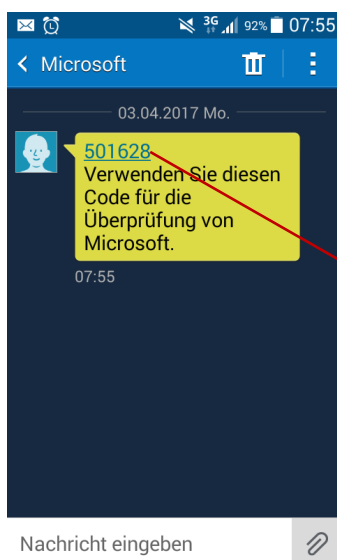 3G 92% 07:55
Microsoft
03.04.2017 Mo.
501628
Verwenden Sie diesen
Code für die
Überprüfung von
Microsoft.
07:55
Nachricht eingeben